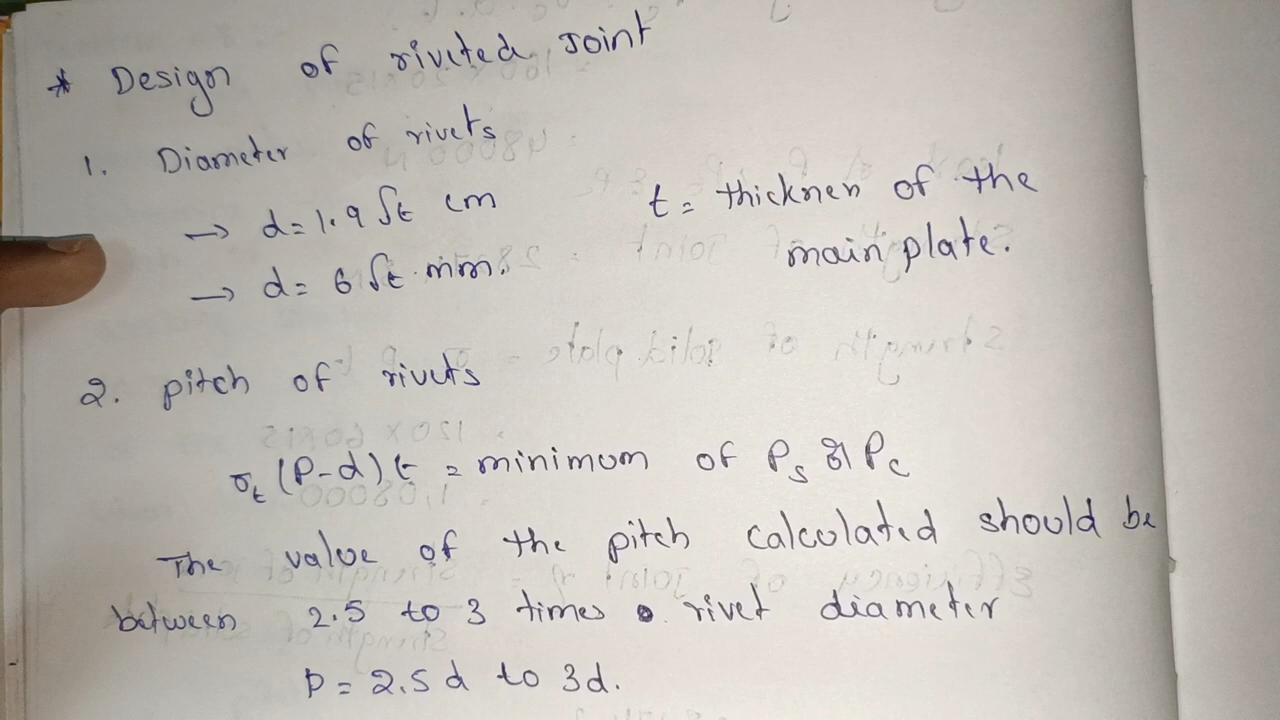 * Design of riveted Joint
1. Diameter of rivets
→ d = 1.9 √t cm t = thickness of the
→ d = 6 √t mm. main plate.
2. pitch of rivets
σt (P-d) t = minimum of Ps or Pc
The value of the pitch calculated should be
between 2.5 to 3 times rivet diameter
P = 2.5 d to 3d.